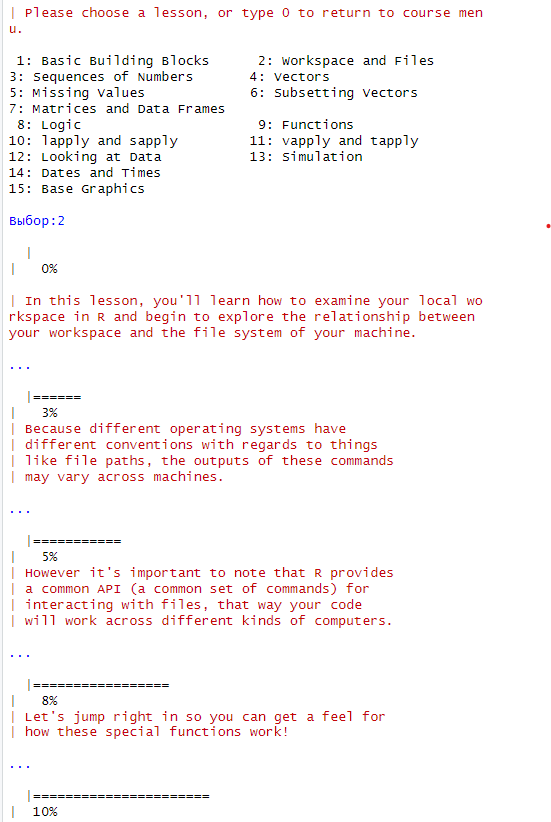 | Please choose a lesson, or type 0 to return to course men
u.
 1: Basic Building Blocks      2: Workspace and Files
3: Sequences of Numbers       4: Vectors
5: Missing Values             6: Subsetting Vectors
7: Matrices and Data Frames
 8: Logic                      9: Functions
10: lapply and sapply         11: vapply and tapply
12: Looking at Data           13: Simulation
14: Dates and Times
15: Base Graphics
Выбор:2
  |
|   0%
| In this lesson, you'll learn how to examine your local wo
rkspace in R and begin to explore the relationship between
your workspace and the file system of your machine.
...
  |======
|   3%
| Because different operating systems have
| different conventions with regards to things
| like file paths, the outputs of these commands
| may vary across machines.
...
  |===========
|   5%
| However it's important to note that R provides
| a common API (a common set of commands) for
| interacting with files, that way your code
| will work across different kinds of computers.
...
  |=================
|   8%
| Let's jump right in so you can get a feel for
| how these special functions work!
...
  |======================
|  10%